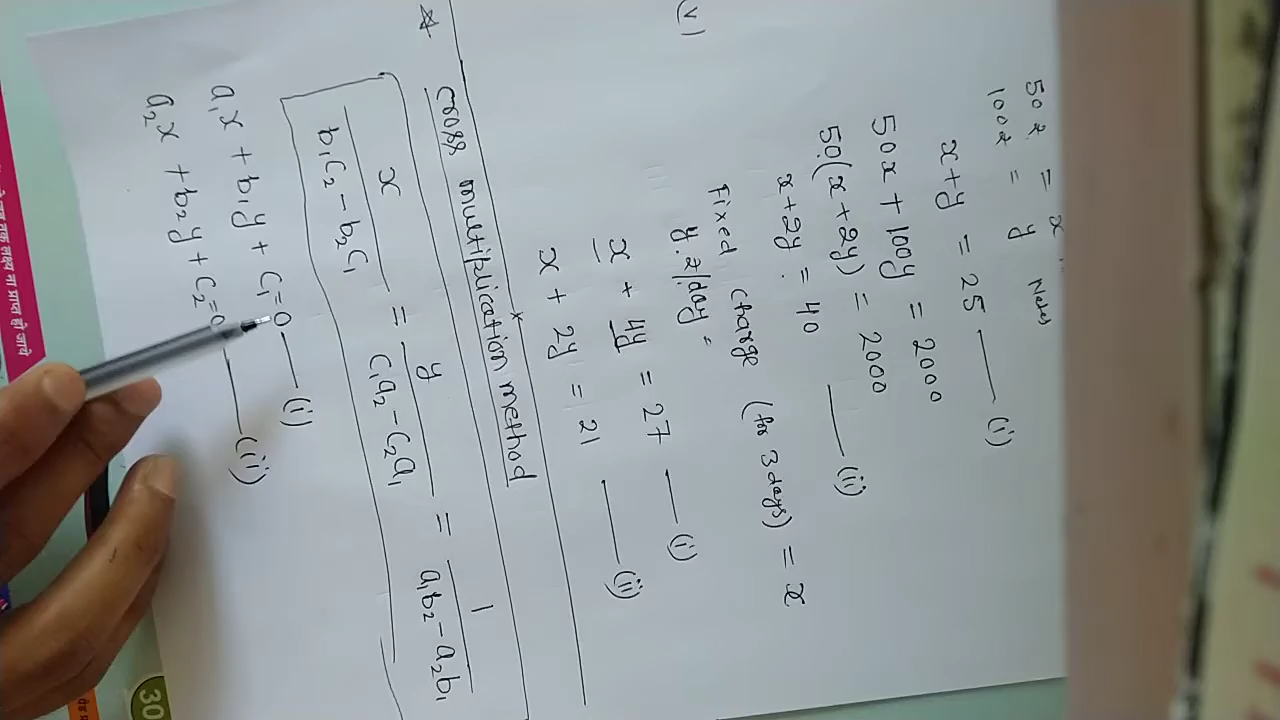 50₹ = x Notes
100₹ = y
x+y = 25 —— (i)
50x + 100y = 2000
50(x+2y) = 2000
x+2y = 40 —— (ii)
(v)
Fixed charge (for 3 days) = x
y ₹/day =
x + 4y = 27 —— (i)
x + 2y = 21 —— (ii)
☆ Cross multiplication method
x / (b₁c₂ − b₂c₁) = y / (c₁a₂ − c₂a₁) = 1 / (a₁b₂ − a₂b₁)
a₁x + b₁y + c₁=0 —— (i)
a₂x + b₂y + c₂=0 —— (ii)
30